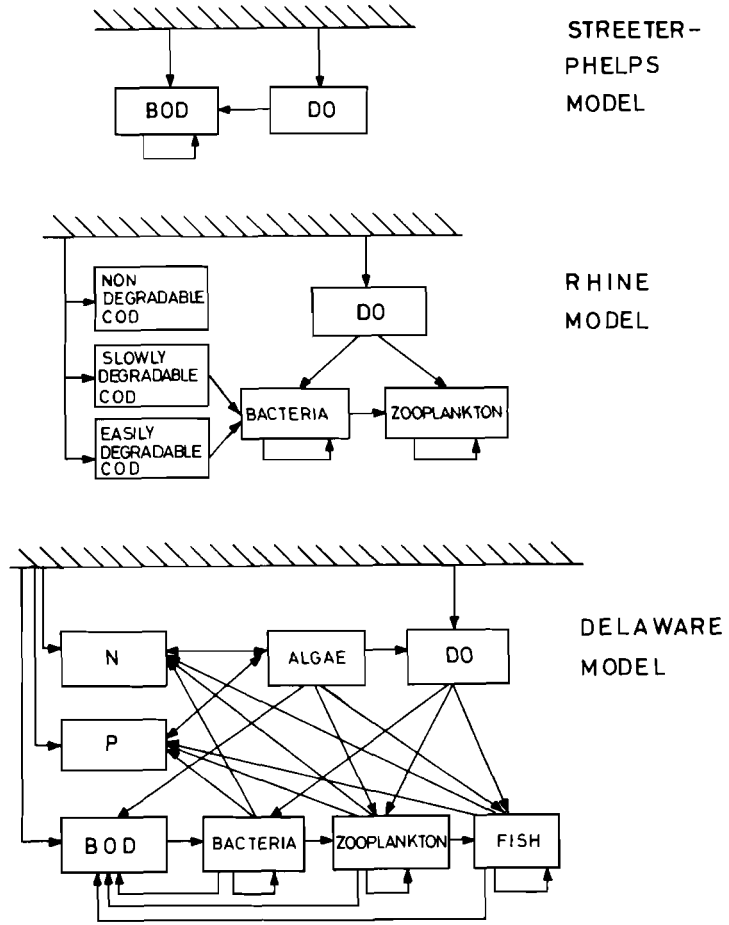 STREETER-
PHELPS
MODEL
BOD
DO
RHINE
MODEL
NON
DEGRADABLE
COD
DO
SLOWLY
DEGRADABLE
COD
BACTERIA
ZOOPLANKTON
EASILY
DEGRADABLE
COD
DELAWARE
MODEL
N
ALGAE
DO
P
BOD
BACTERIA
ZOOPLANKTON
FISH